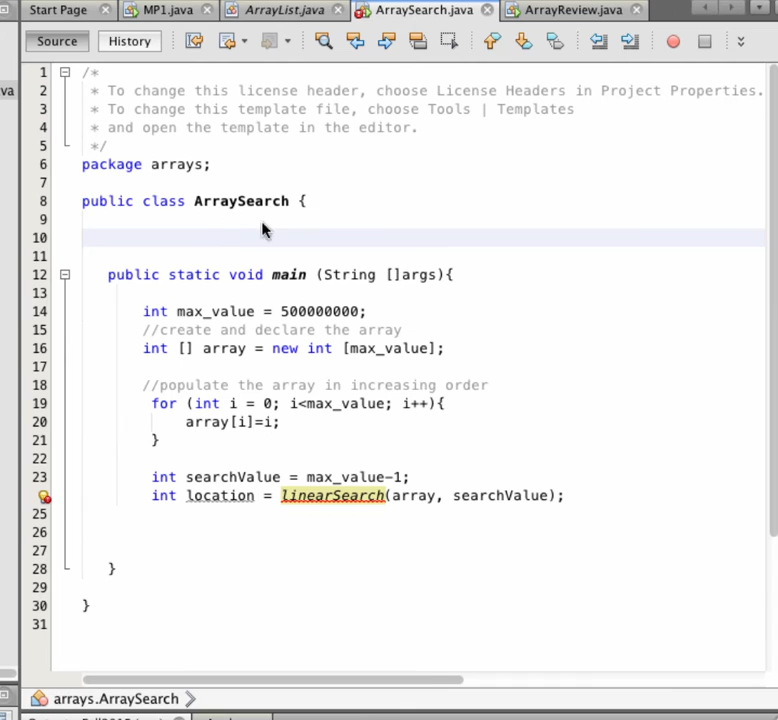 Start Page MP1.java ArrayList.java ArraySearch.java ArrayReview.java
Source History
va
1 /*
2 * To change this license header, choose License Headers in Project Properties.
3 * To change this template file, choose Tools | Templates
4 * and open the template in the editor.
5 */
6 package arrays;
7
8 public class ArraySearch {
9
10
11
12 public static void main (String []args){
13
14 int max_value = 500000000;
15 //create and declare the array
16 int [] array = new int [max_value];
17
18 //populate the array in increasing order
19 for (int i = 0; i<max_value; i++){
20 array[i]=i;
21 }
22
23 int searchValue = max_value-1;
int location = linearSearch(array, searchValue);
25
26
27
28 }
29
30 }
31
arrays.ArraySearch